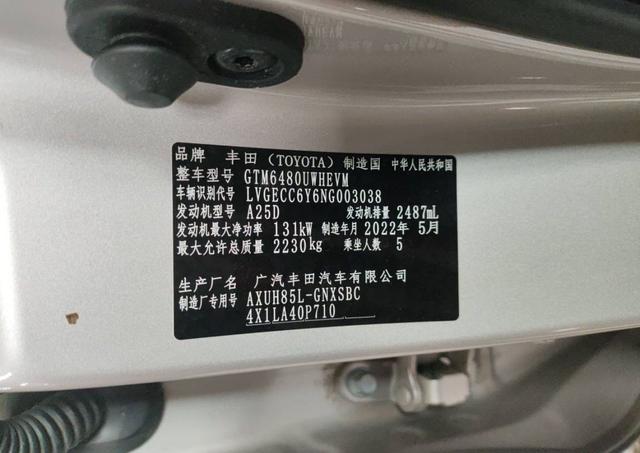 品牌 丰田 (TOYOTA) 制造国 中华人民共和国
整车型号 GTM6480UWHEVM
车辆识别代号 LVGECC6Y6NG003038
发动机型号 A25D 发动机排量 2487mL
发动机最大净功率 131kW 制造年月 2022年 5月
最大允许总质量 2230kg 乘坐人数 5
生产厂名 广汽丰田汽车有限公司
制造厂专用号 AXUH85L-GNXSBC
4X1LA40P710